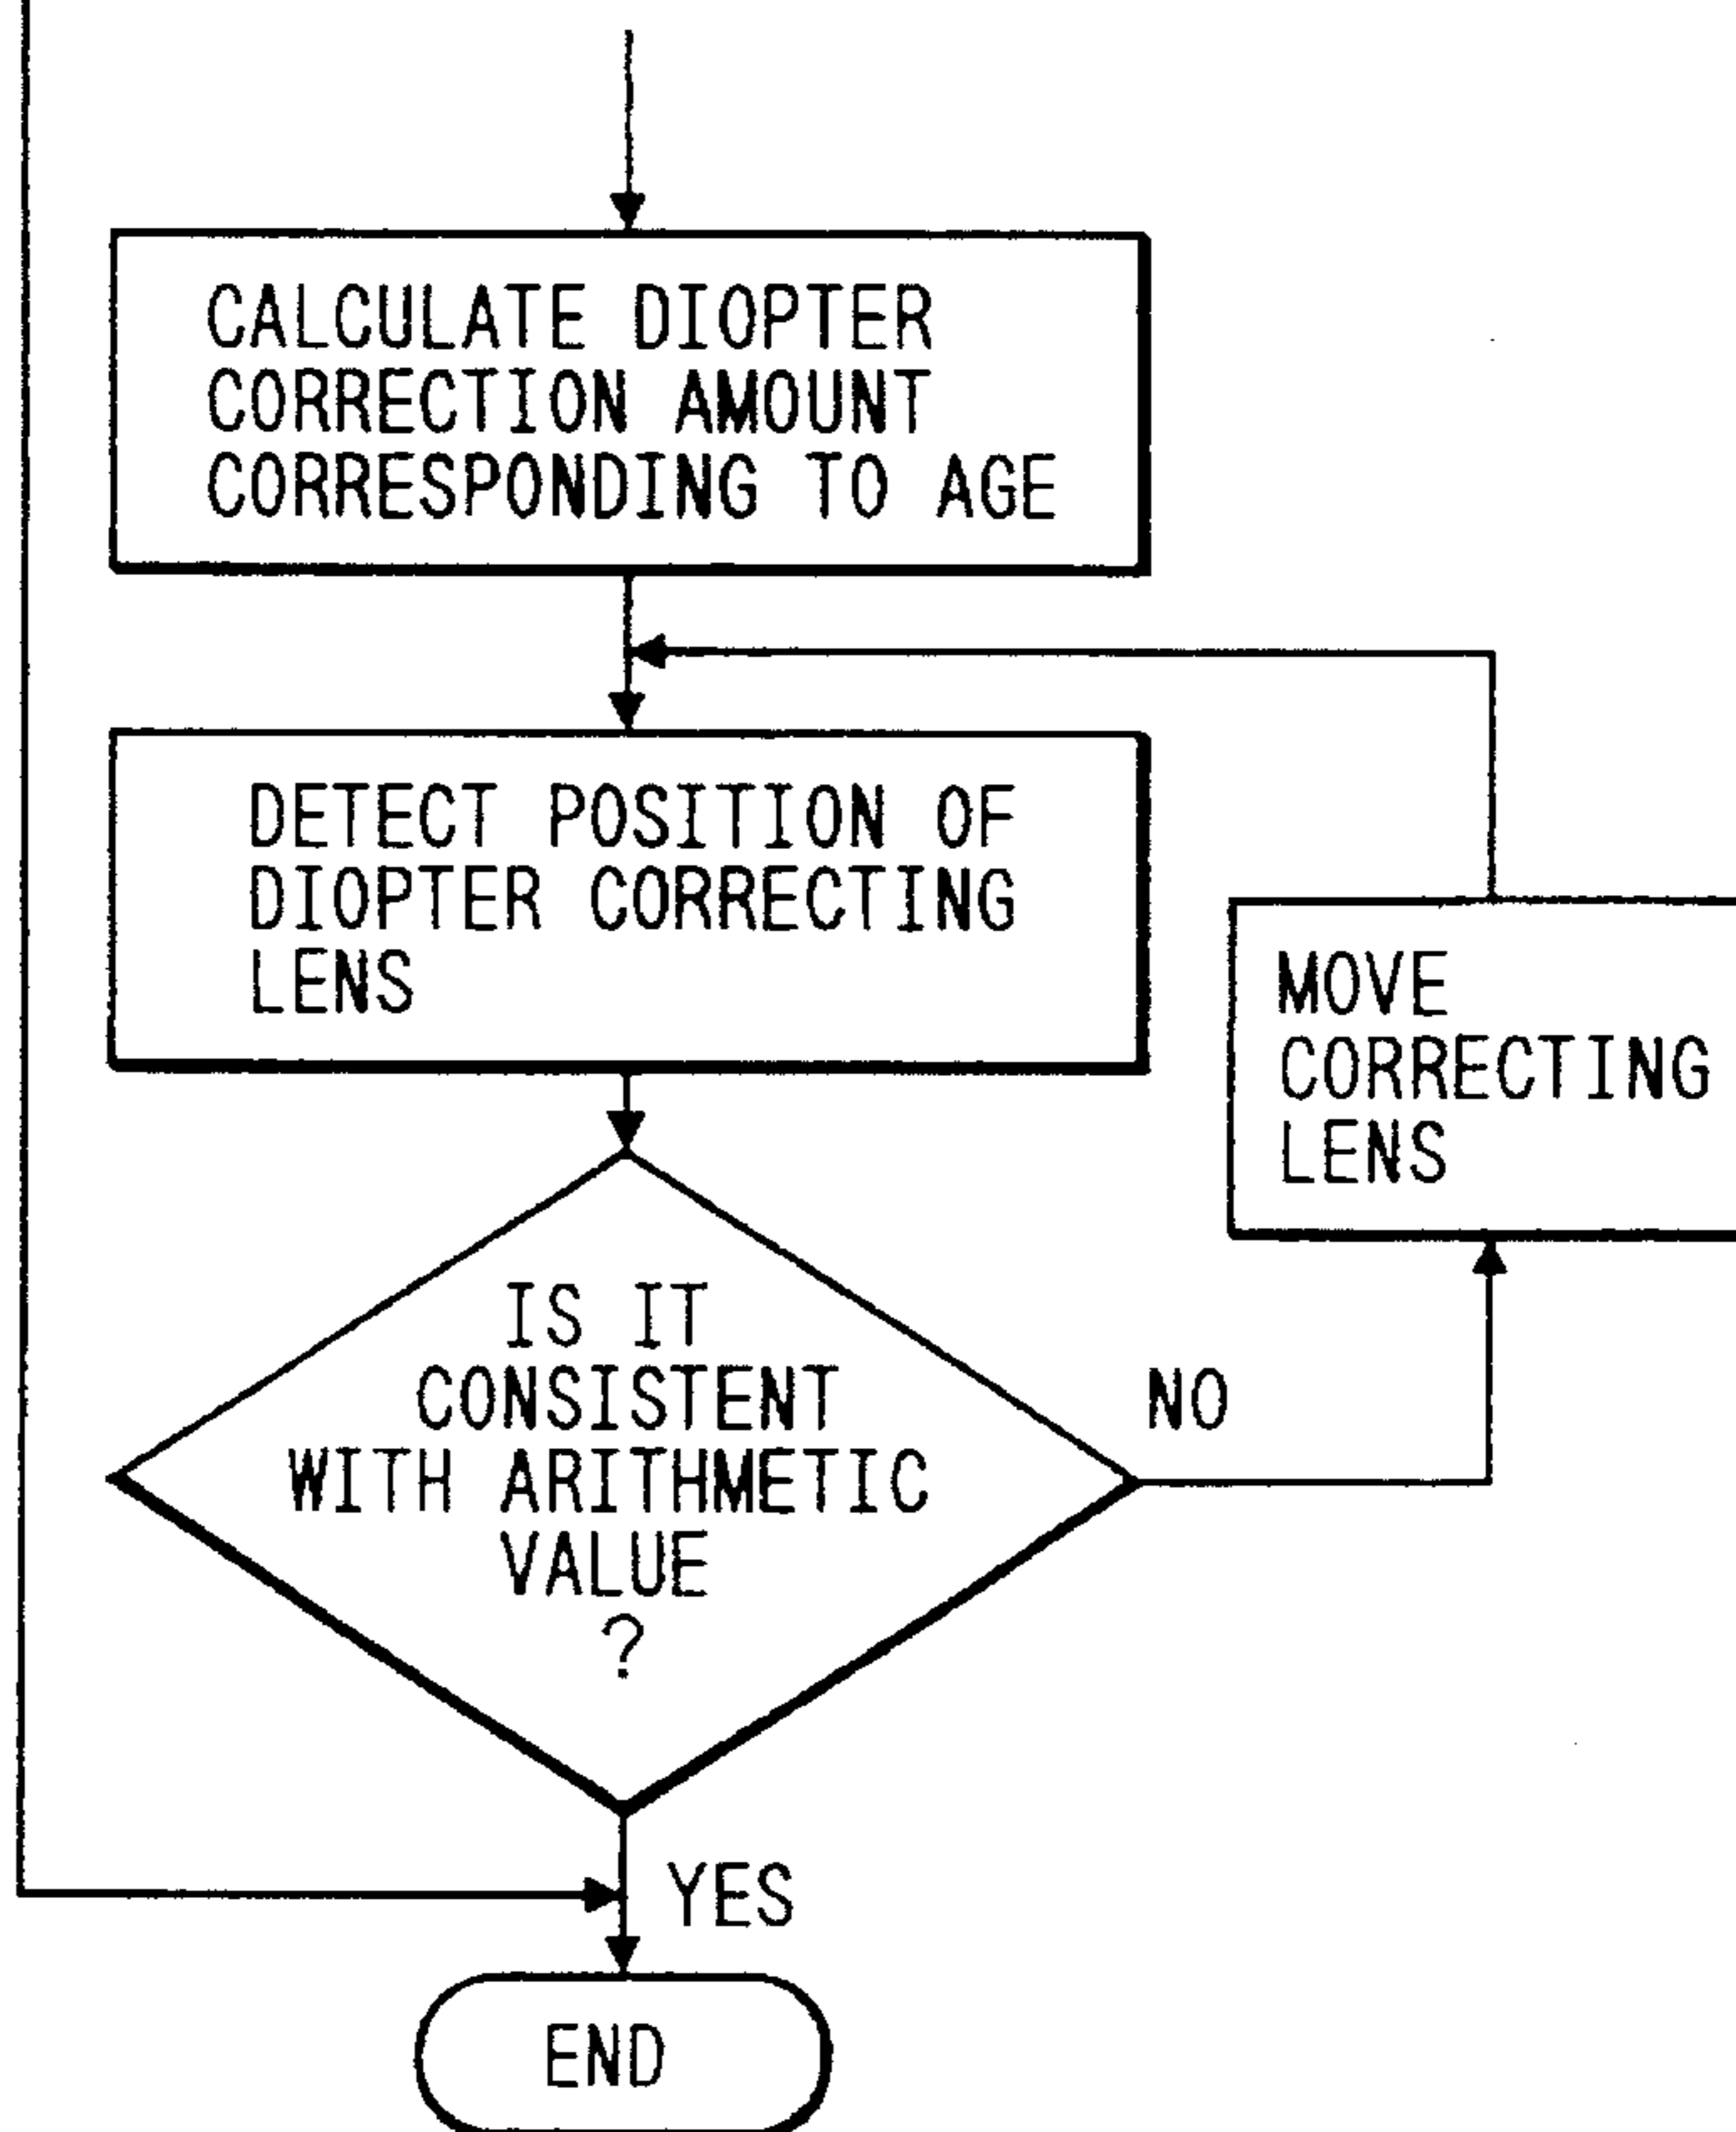 CALCULATE DIOPTER
CORRECTION AMOUNT
CORRESPONDING TO AGE
DETECT POSITION OF
DIOPTER CORRECTING
LENS
MOVE
CORRECTING
LENS
IS IT
CONSISTENT
WITH ARITHMETIC
VALUE
?
NO
YES
END